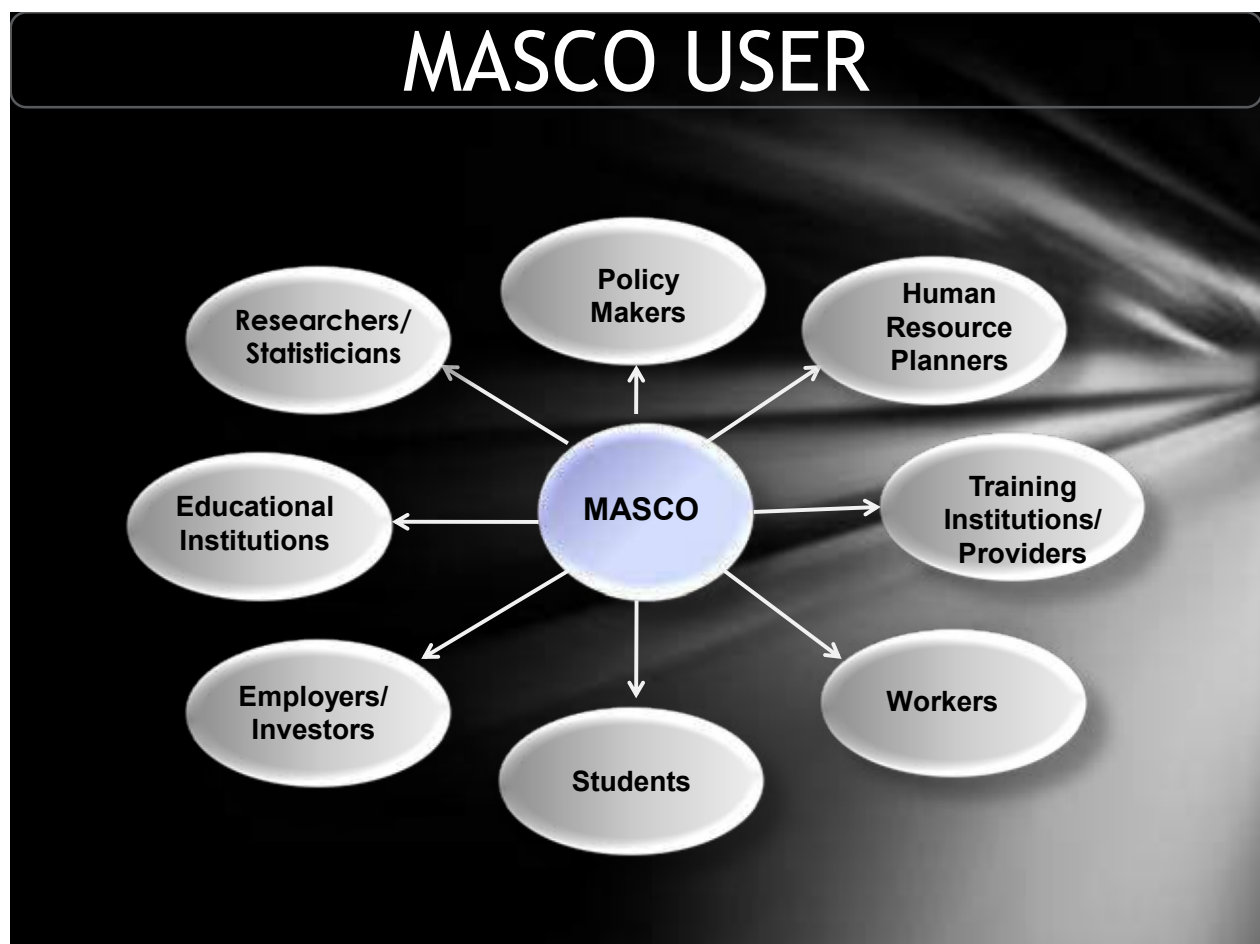 MASCO USER
Policy
Makers
Researchers/
Statisticians
Human
Resource
Planners
Educational
Institutions
MASCO
Training
Institutions/
Providers
Employers/
Investors
Workers
Students